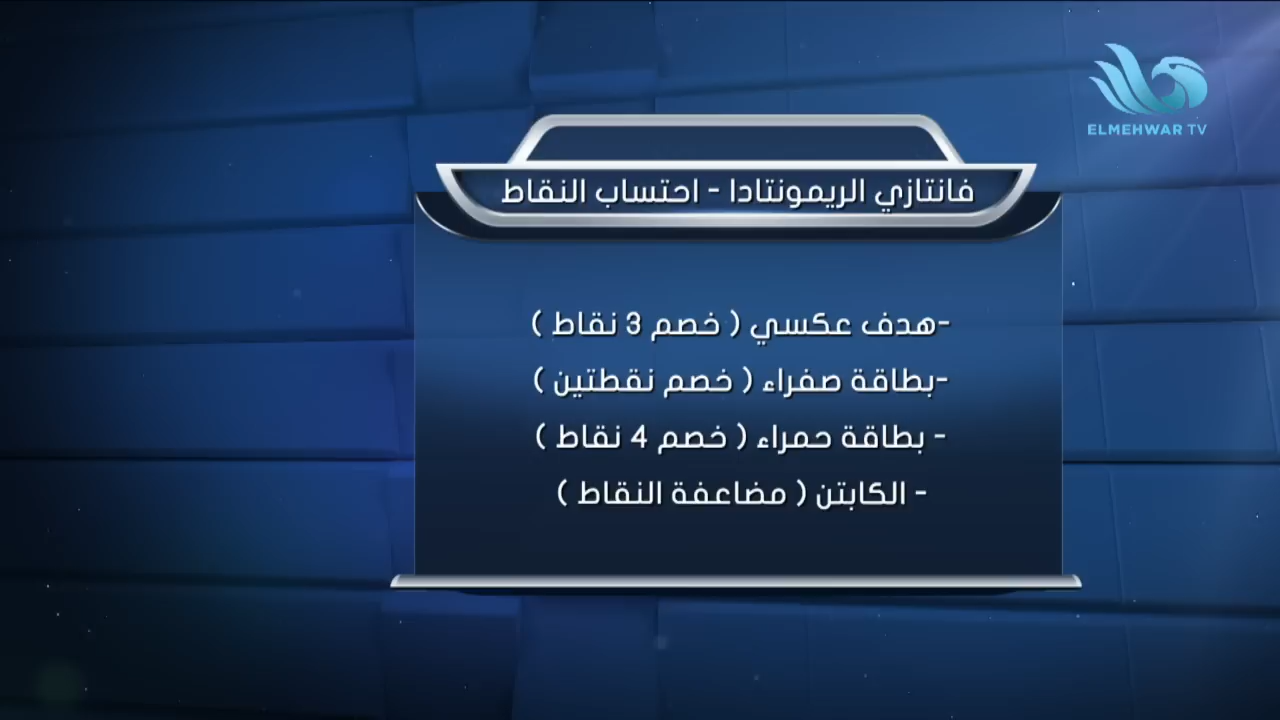 ELMEHWAR TV
فانتازي الريمونتادا - احتساب النقاط
-هدف عكسي ( خصم 3 نقاط )
-بطاقة صفراء ( خصم نقطتين )
- بطاقة حمراء ( خصم 4 نقاط )
- الكابتن ( مضاعفة النقاط )